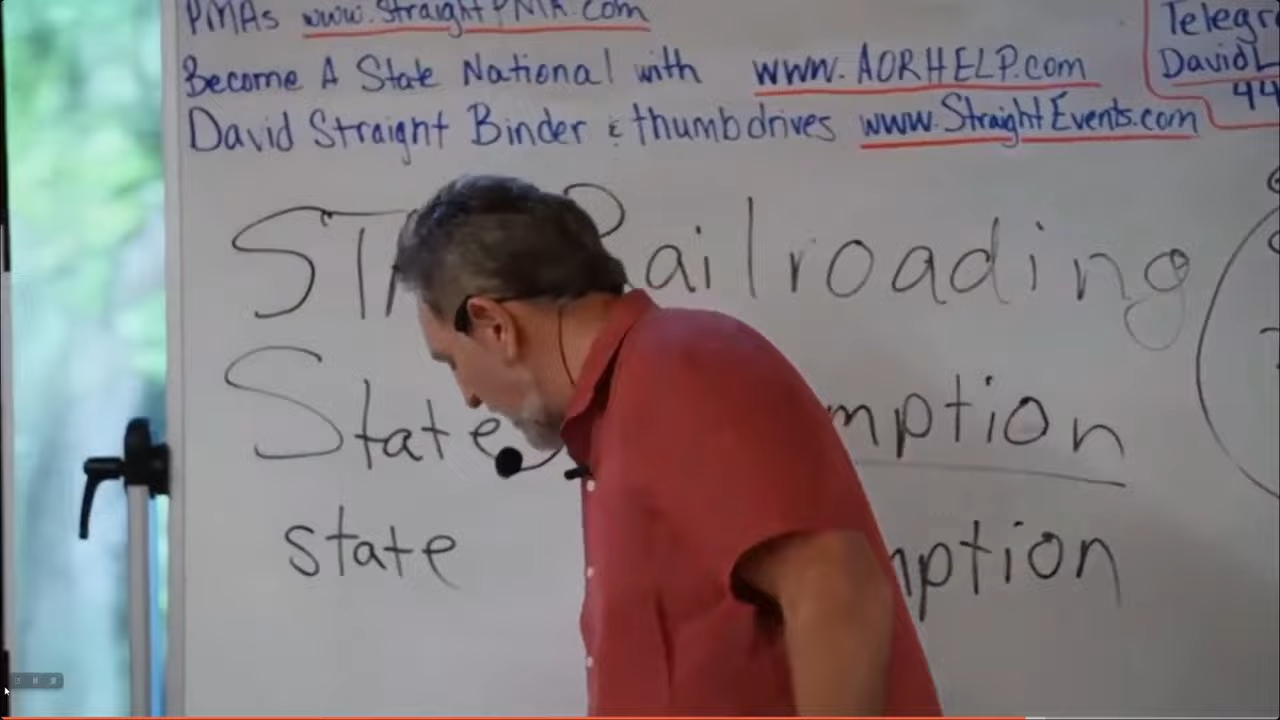 PMAs www.StraightPMA.com
Become A State National with www.AORHELP.com
David Straight Binder & thumbdrives www.StraightEvents.com
Telegr
DavidL
44
Railroading
State mption
state mption